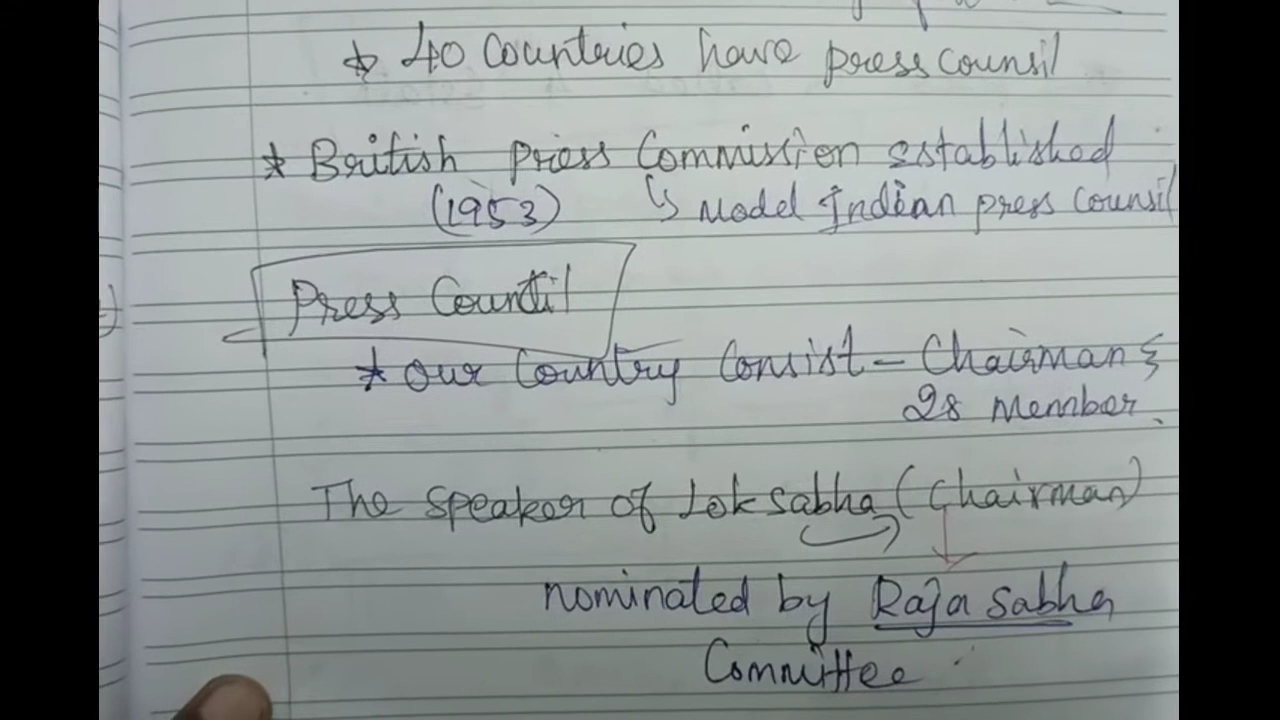 * 40 Countries have press counsil
* British Press Commission established
(1953) ↳ Model Indian press Counsil
Press Council
* Our Country Consist - Chairman &
28 Member.
The speaker of Lok sabha (Chairman)
nominated by Raja sabha
Committee